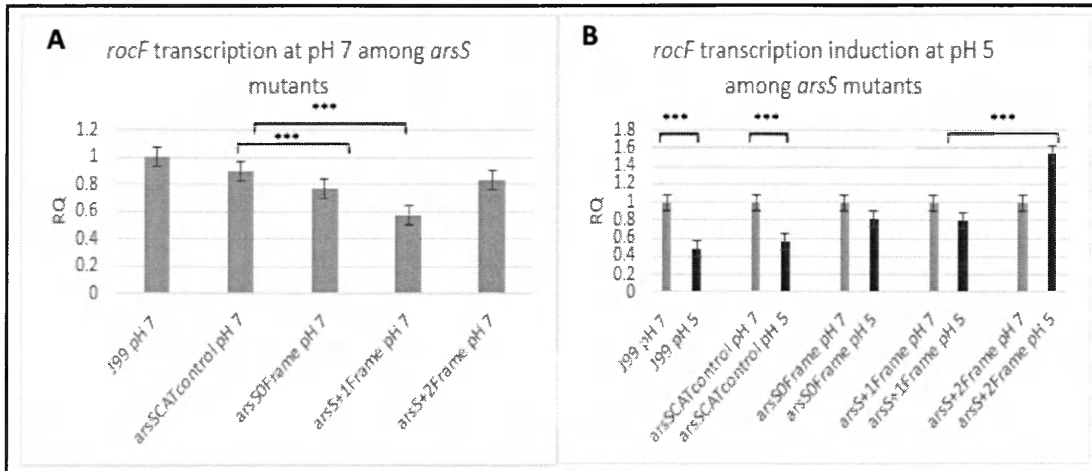 A
rocF transcription at pH 7 among arsS
mutants
***
***
1.2
1
0.8
0.6
0.4
0.2
0
RQ
J99 pH 7
arsSCATcontrol pH 7
arsS0Frame pH 7
arsS+1Frame pH 7
arsS+2Frame pH 7
B
rocF transcription induction at pH 5
among arsS mutants
***
***
***
1.8
1.6
1.4
1.2
1
0.8
0.6
0.4
0.2
0
RQ
J99 pH 7
J99 pH 5
arsSCATcontrol pH 7
arsSCATcontrol pH 5
arsS0Frame pH 7
arsS0Frame pH 5
arsS+1Frame pH 7
arsS+1Frame pH 5
arsS+2Frame pH 7
arsS+2Frame pH 5